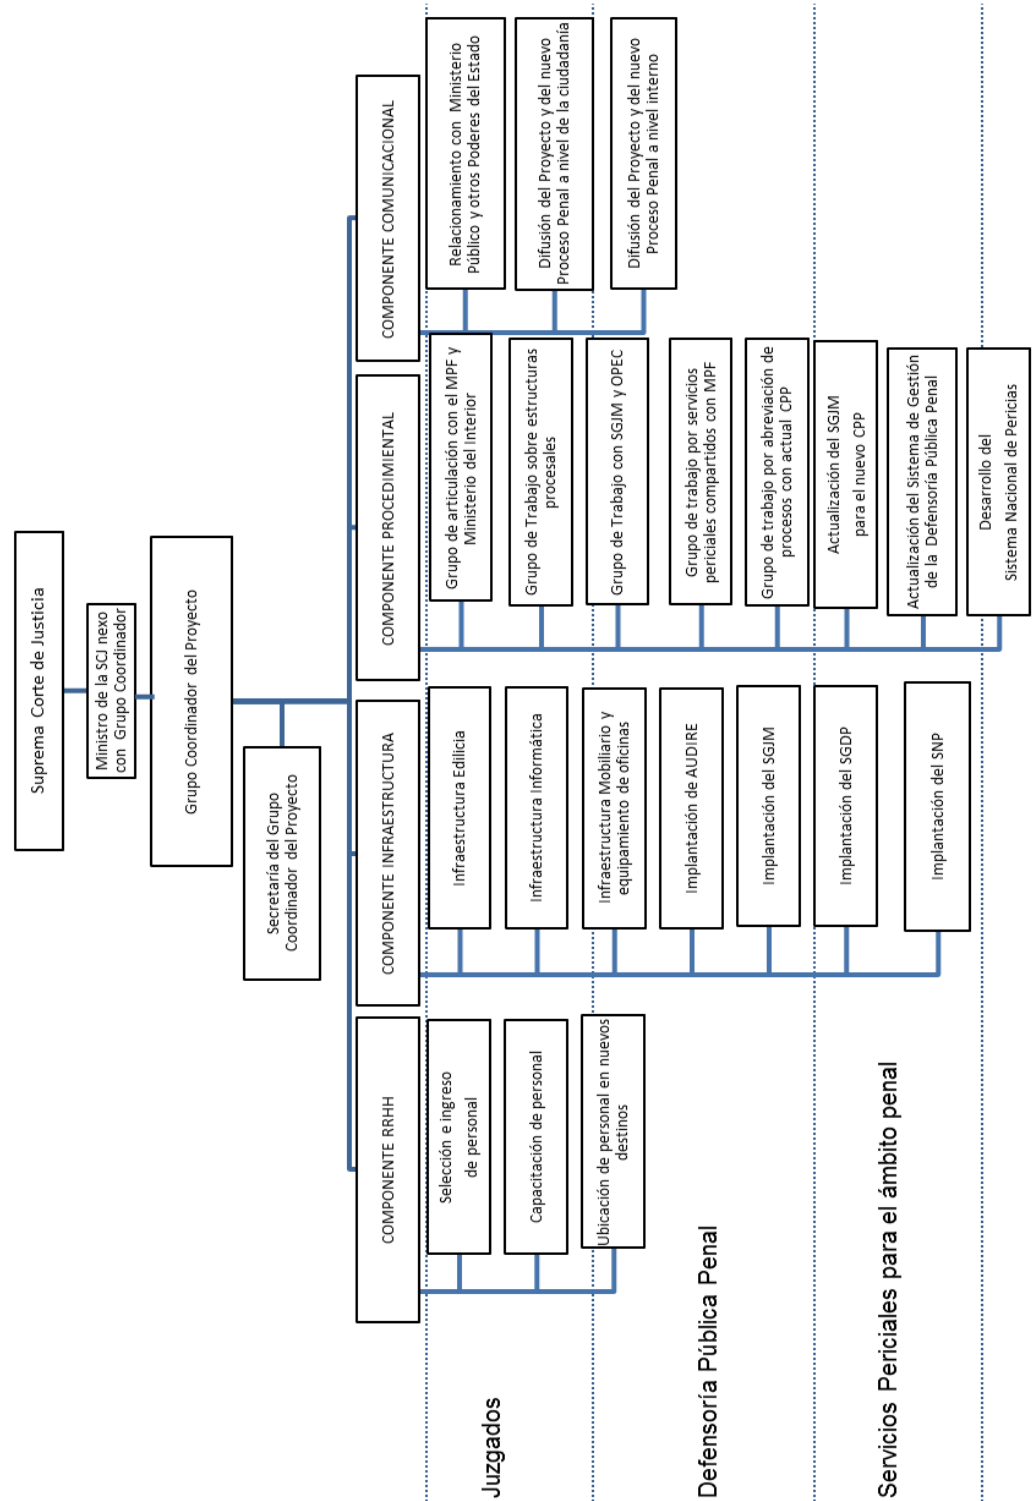 Suprema Corte de Justicia
Ministro de la SCJ nexo
con Grupo Coordinador
Grupo Coordinador del Proyecto
Secretaría del Grupo
Coordinador del Proyecto
COMPONENTE RRHH
COMPONENTE INFRAESTRUCTURA
COMPONENTE PROCEDIMIENTAL
COMPONENTE COMUNICACIONAL
Juzgados
Defensoría Pública Penal
Servicios Periciales para el ámbito penal
Selección e ingreso
de personal
Capacitación de personal
Ubicación de personal en nuevos
destinos
Infraestructura Edilicia
Infraestructura Informática
Infraestructura Mobiliario y
equipamiento de oficinas
Implantación de AUDIRE
Implantación del SGJM
Implantación del SGDP
Implantación del SNP
Grupo de articulación con el MPF y
Ministerio del Interior
Grupo de Trabajo sobre estructuras
procesales
Grupo de Trabajo con SGJM y OPEC
Grupo de trabajo por servicios
periciales compartidos con MPF
Grupo de trabajo por abreviación de
procesos con actual CPP
Actualización del SGJM
para el nuevo CPP
Actualización del Sistema de Gestión
de la Defensoría Pública Penal
Desarrollo del
Sistema Nacional de Pericias
Relacionamiento con Ministerio
Público y otros Poderes del Estado
Difusión del Proyecto y del nuevo
Proceso Penal a nivel de la ciudadanía
Difusión del Proyecto y del nuevo
Proceso Penal a nivel interno